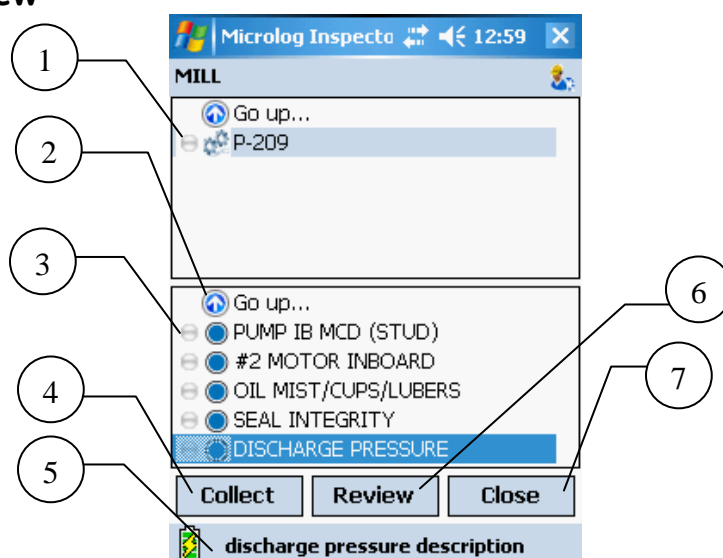 Microlog Inspecto 12:59
MILL
Go up...
P-209
Go up...
PUMP IB MCD (STUD)
#2 MOTOR INBOARD
OIL MIST/CUPS/LUBERS
SEAL INTEGRITY
DISCHARGE PRESSURE
Collect Review Close
discharge pressure description
1
2
3
4
5
6
7